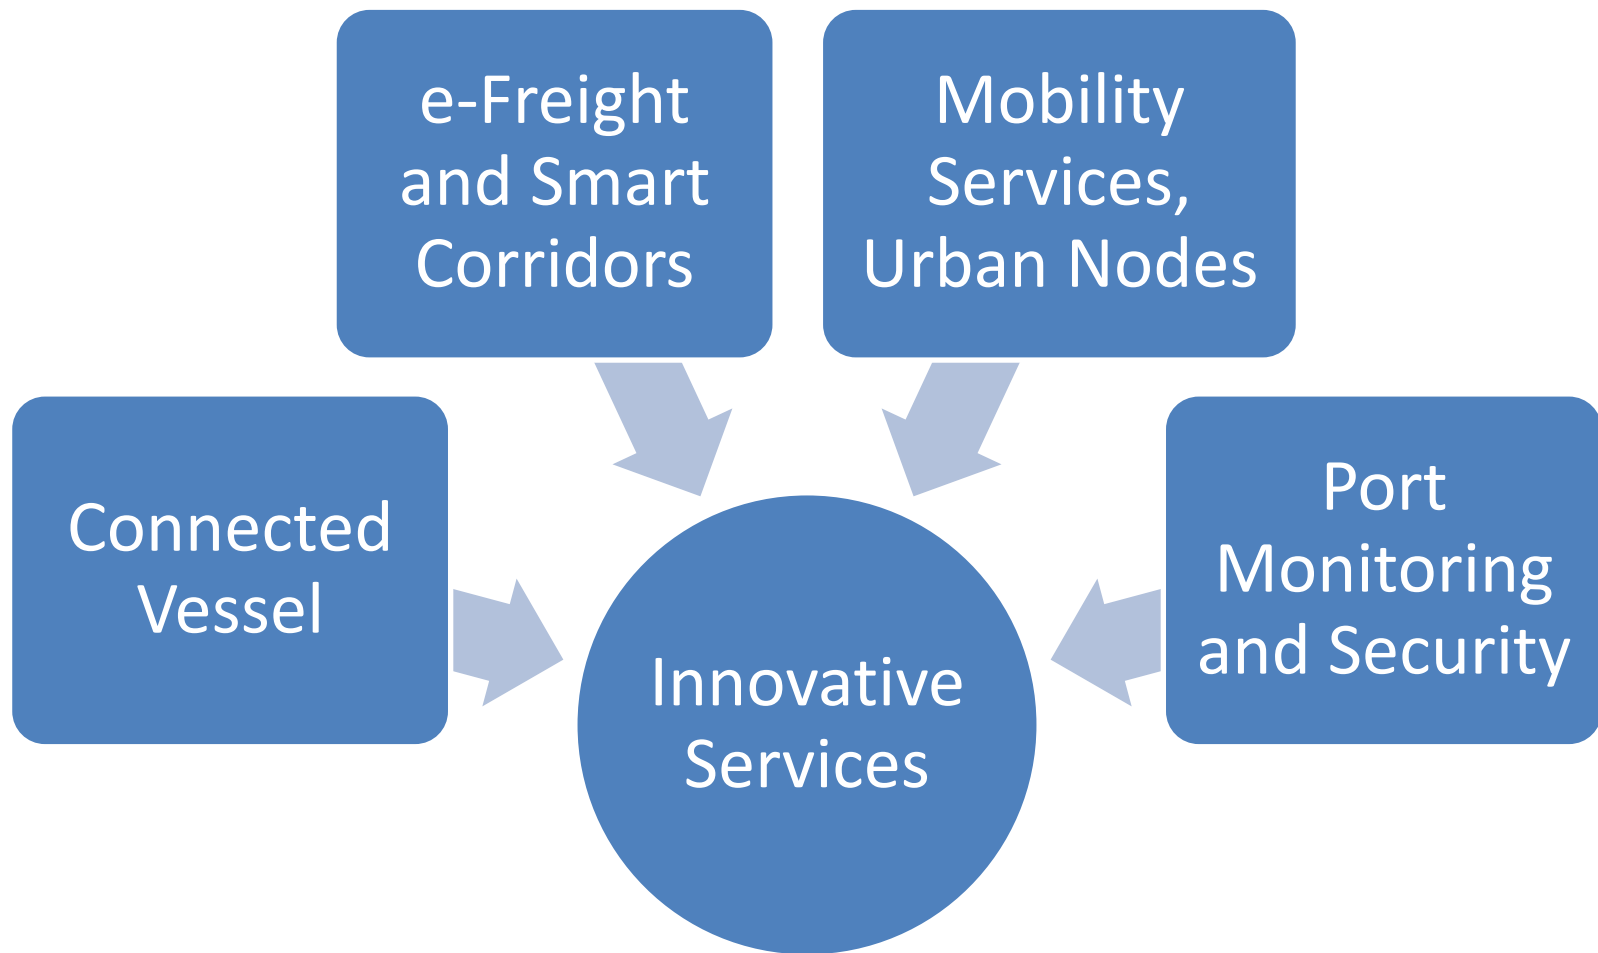 e-Freight
and Smart
Corridors
Mobility
Services,
Urban Nodes
Connected
Vessel
Port
Monitoring
and Security
Innovative
Services